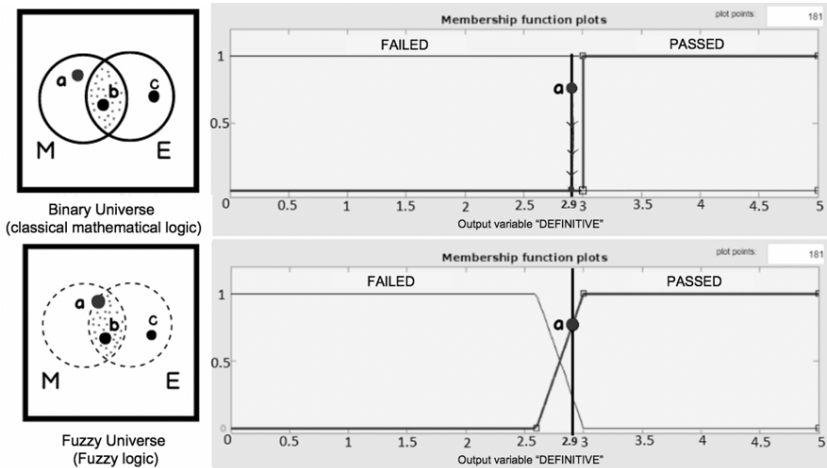 a
b
c
M
E
Binary Universe
(classical mathematical logic)
Membership function plots
plot points:
181
FAILED
PASSED
1
0.5
a
0
0.5
1
1.5
2
2.5
2.9
3
3.5
4
4.5
5
Output variable “DEFINITIVE”
a
b
c
M
E
Fuzzy Universe
(Fuzzy logic)
Membership function plots
plot points:
181
FAILED
PASSED
1
0.5
0
a
0
0.5
1
1.5
2
2.5
2.9
3
3.5
4
4.5
5
Output variable “DEFINITIVE”